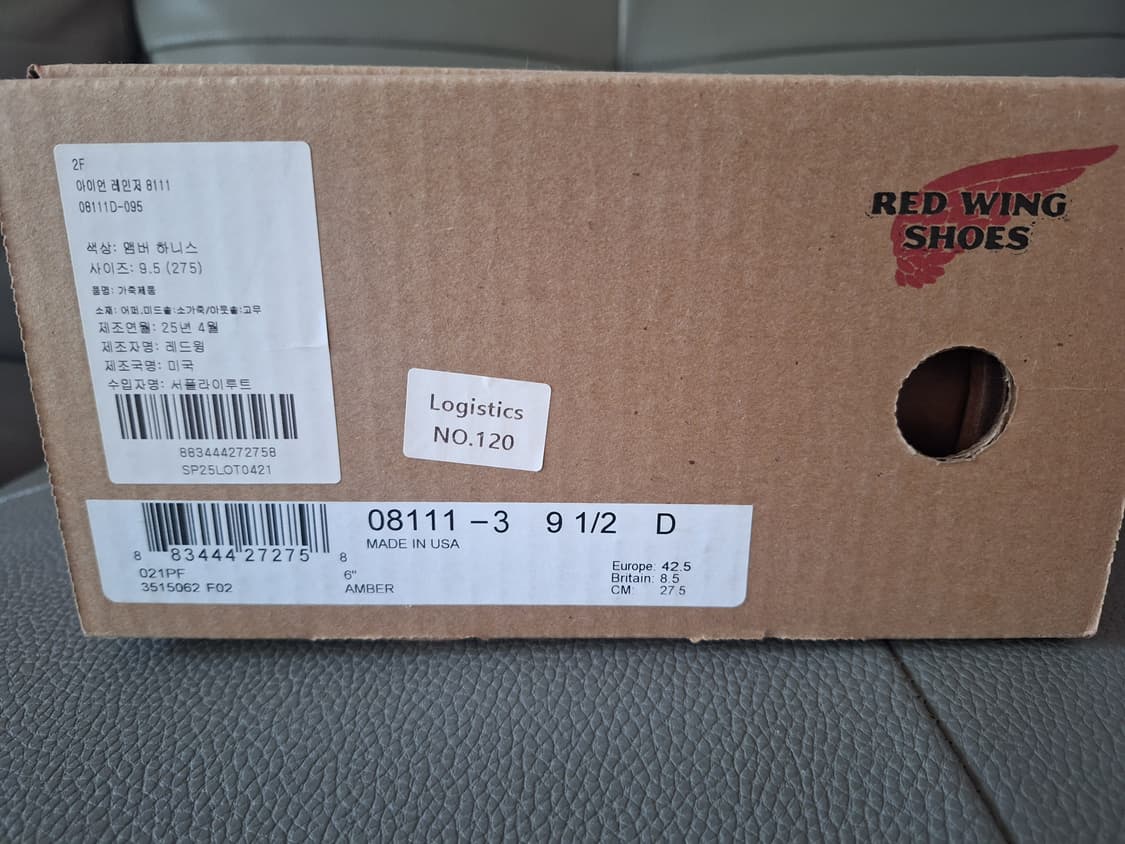 2F
아이언 레인저 8111
08111D-095
색상: 앰버 하니스
사이즈: 9.5 (275)
품명: 가죽제품
소재: 어퍼,미드솔:소가죽/아웃솔:고무
제조연월: 25년 4월
제조자명: 레드윙
제조국명: 미국
수입자명: 서플라이루트
883444272758
SP25LOT0421
RED WING
SHOES
Logistics
NO.120
08111 -3 9 1/2 D
MADE IN USA
8 83444 27275 8
021PF
3515062 F02
6"
AMBER
Europe: 42.5
Britain: 8.5
CM: 27.5